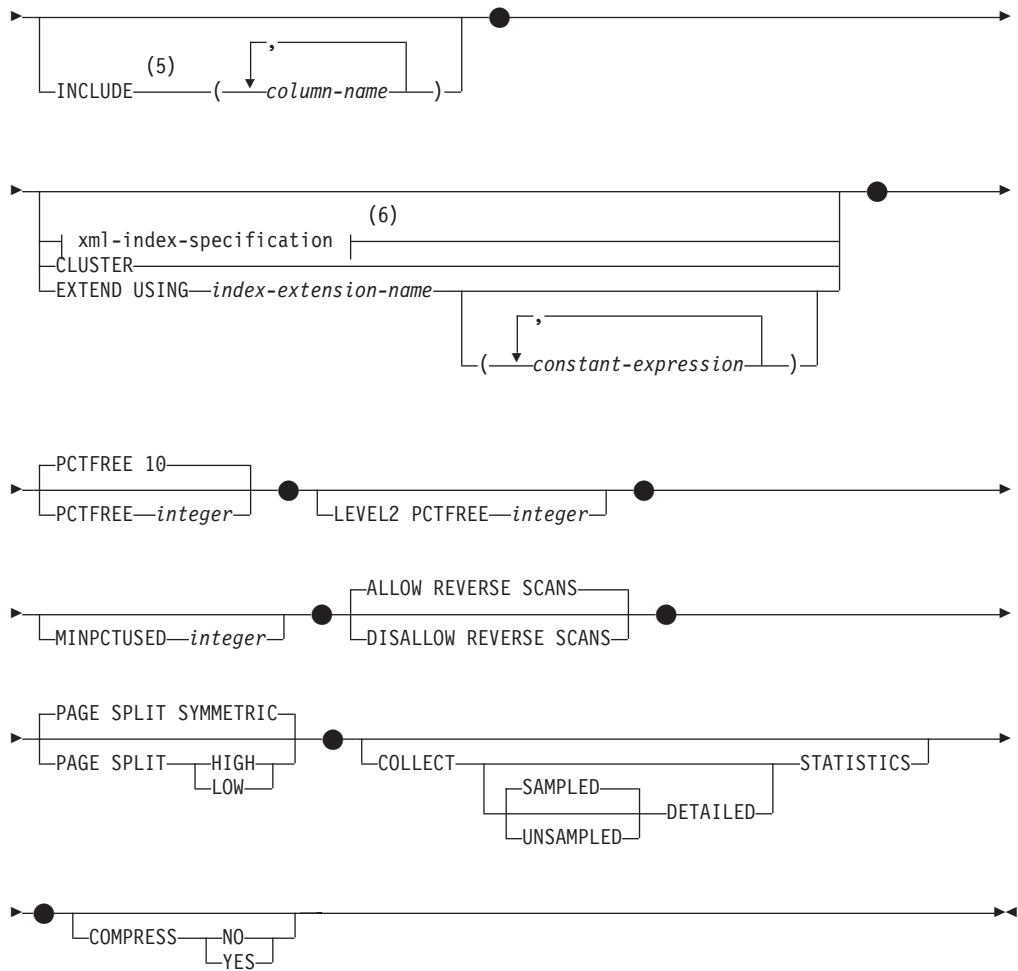 ,
(5)
INCLUDE ( column-name )
(6)
xml-index-specification
CLUSTER
EXTEND USING index-extension-name
,
( constant-expression )
PCTFREE 10
PCTFREE integer LEVEL2 PCTFREE integer
ALLOW REVERSE SCANS
MINPCTUSED integer DISALLOW REVERSE SCANS
PAGE SPLIT SYMMETRIC
PAGE SPLIT HIGH COLLECT STATISTICS
LOW SAMPLED
DETAILED
UNSAMPLED
COMPRESS NO
YES